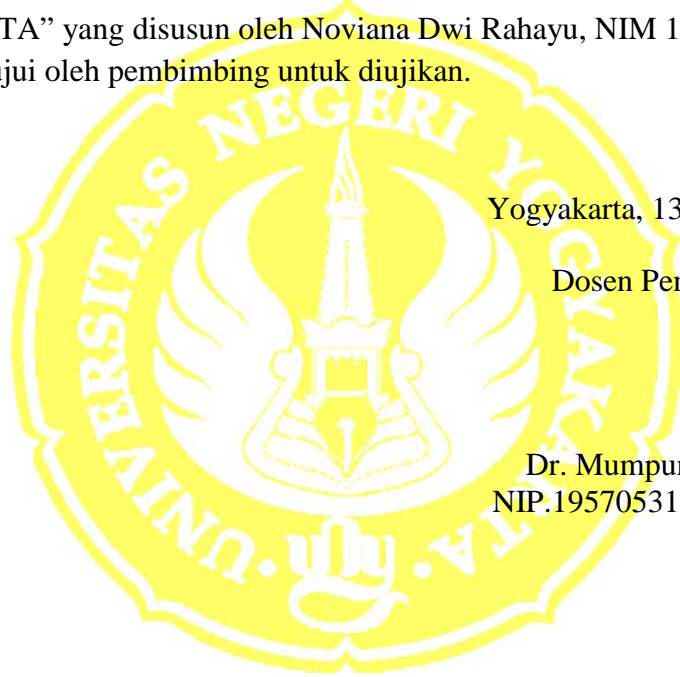 TA” yang disusun oleh Noviana Dwi Rahayu, NIM 1
ujui oleh pembimbing untuk diujikan.
UNIVERSITAS NEGERI YOGYAKARTA
Yogyakarta, 13
Dosen Pem
Dr. Mumpun
NIP.19570531
uny